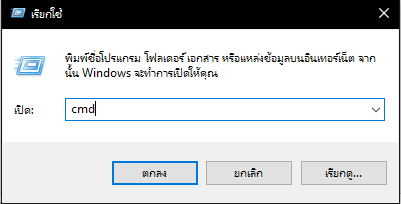 เรียกใช้
พิมพ์ชื่อโปรแกรม โฟลเดอร์ เอกสาร หรือแหล่งข้อมูลบนอินเทอร์เน็ต จาก
นั้น Windows จะทำการเปิดให้คุณ
เปิด: cmd
ตกลง ยกเลิก เรียกดู...